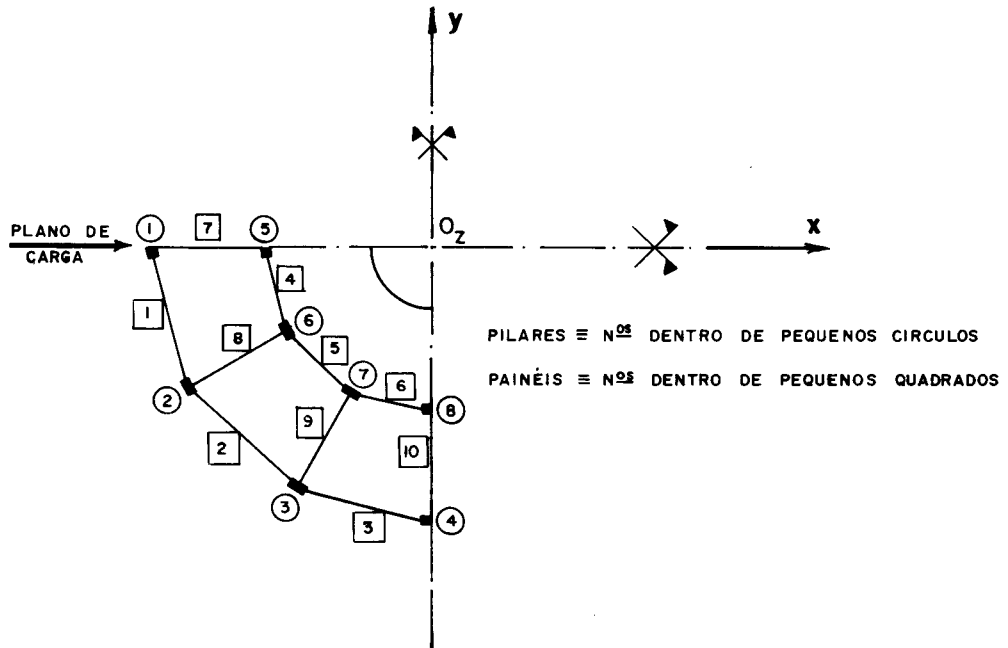 y
O_z
x
PLANO DE
CARGA
1
7
5
4
1
6
8
5
7
6
2
9
8
10
2
3
3
4
PILARES ≡ Nos DENTRO DE PEQUENOS CIRCULOS
PAINÉIS ≡ Nos DENTRO DE PEQUENOS QUADRADOS